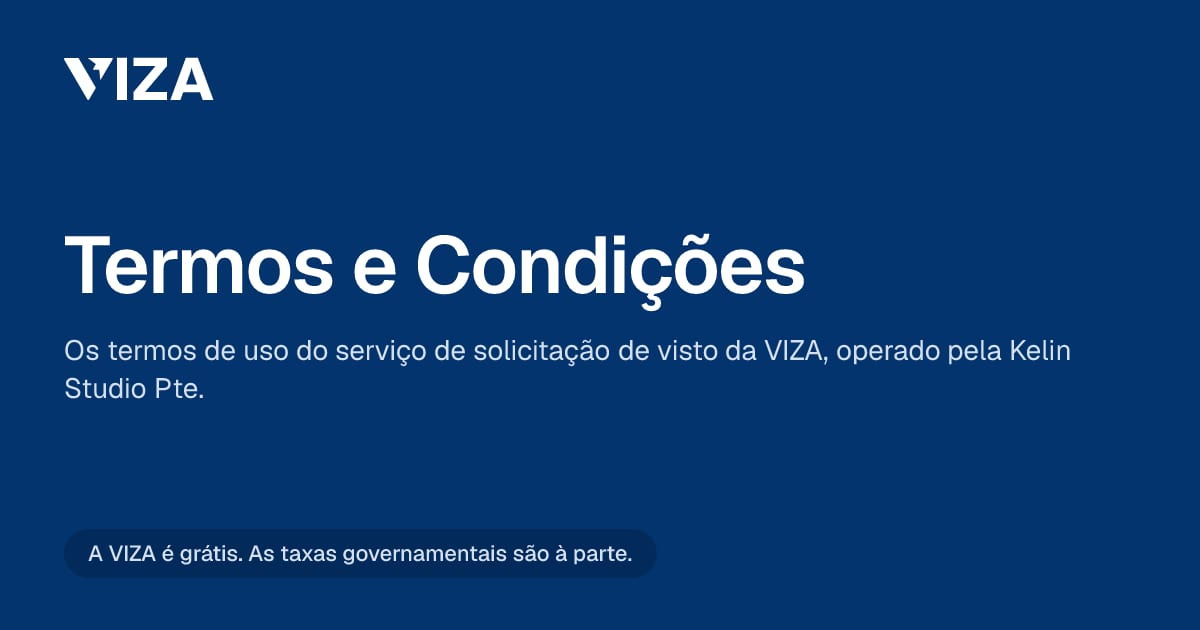 VIZA
Termos e Condições
Os termos de uso do serviço de solicitação de visto da VIZA, operado pela Kelin
Studio Pte.
A VIZA é grátis. As taxas governamentais são à parte.